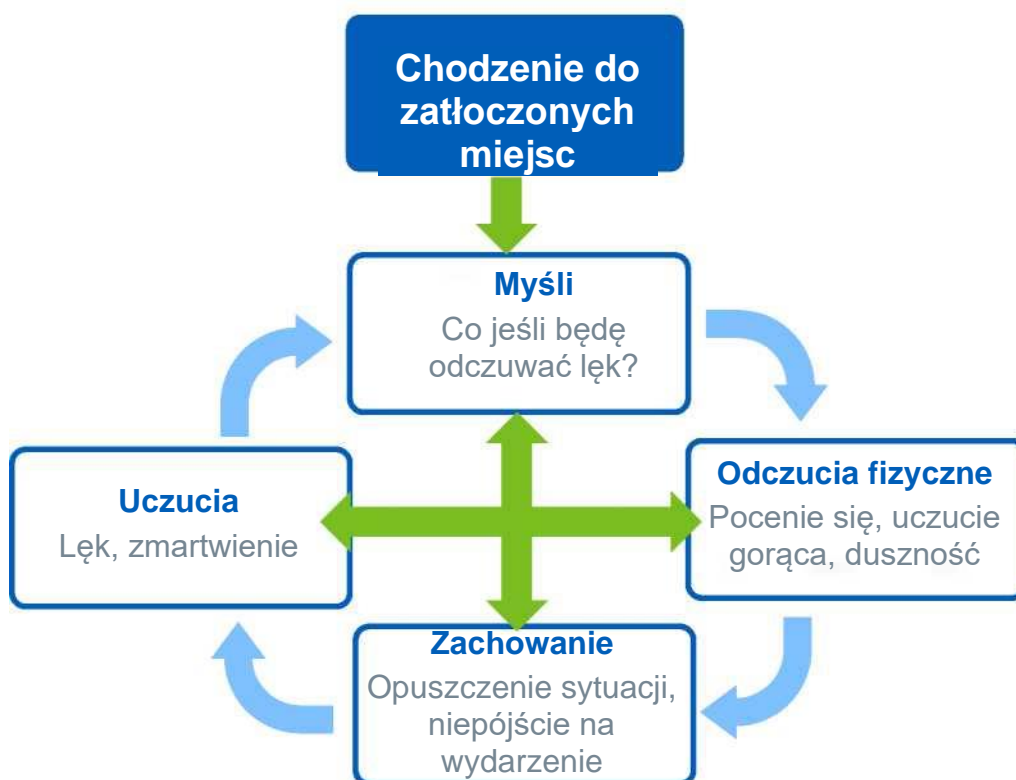 Chodzenie do
zatłoczonych
miejsc
Myśli
Co jeśli będę
odczuwać lęk?
Uczucia
Lęk, zmartwienie
Odczucia fizyczne
Pocenie się, uczucie
gorąca, duszność
Zachowanie
Opuszczenie sytuacji,
niepójście na
wydarzenie